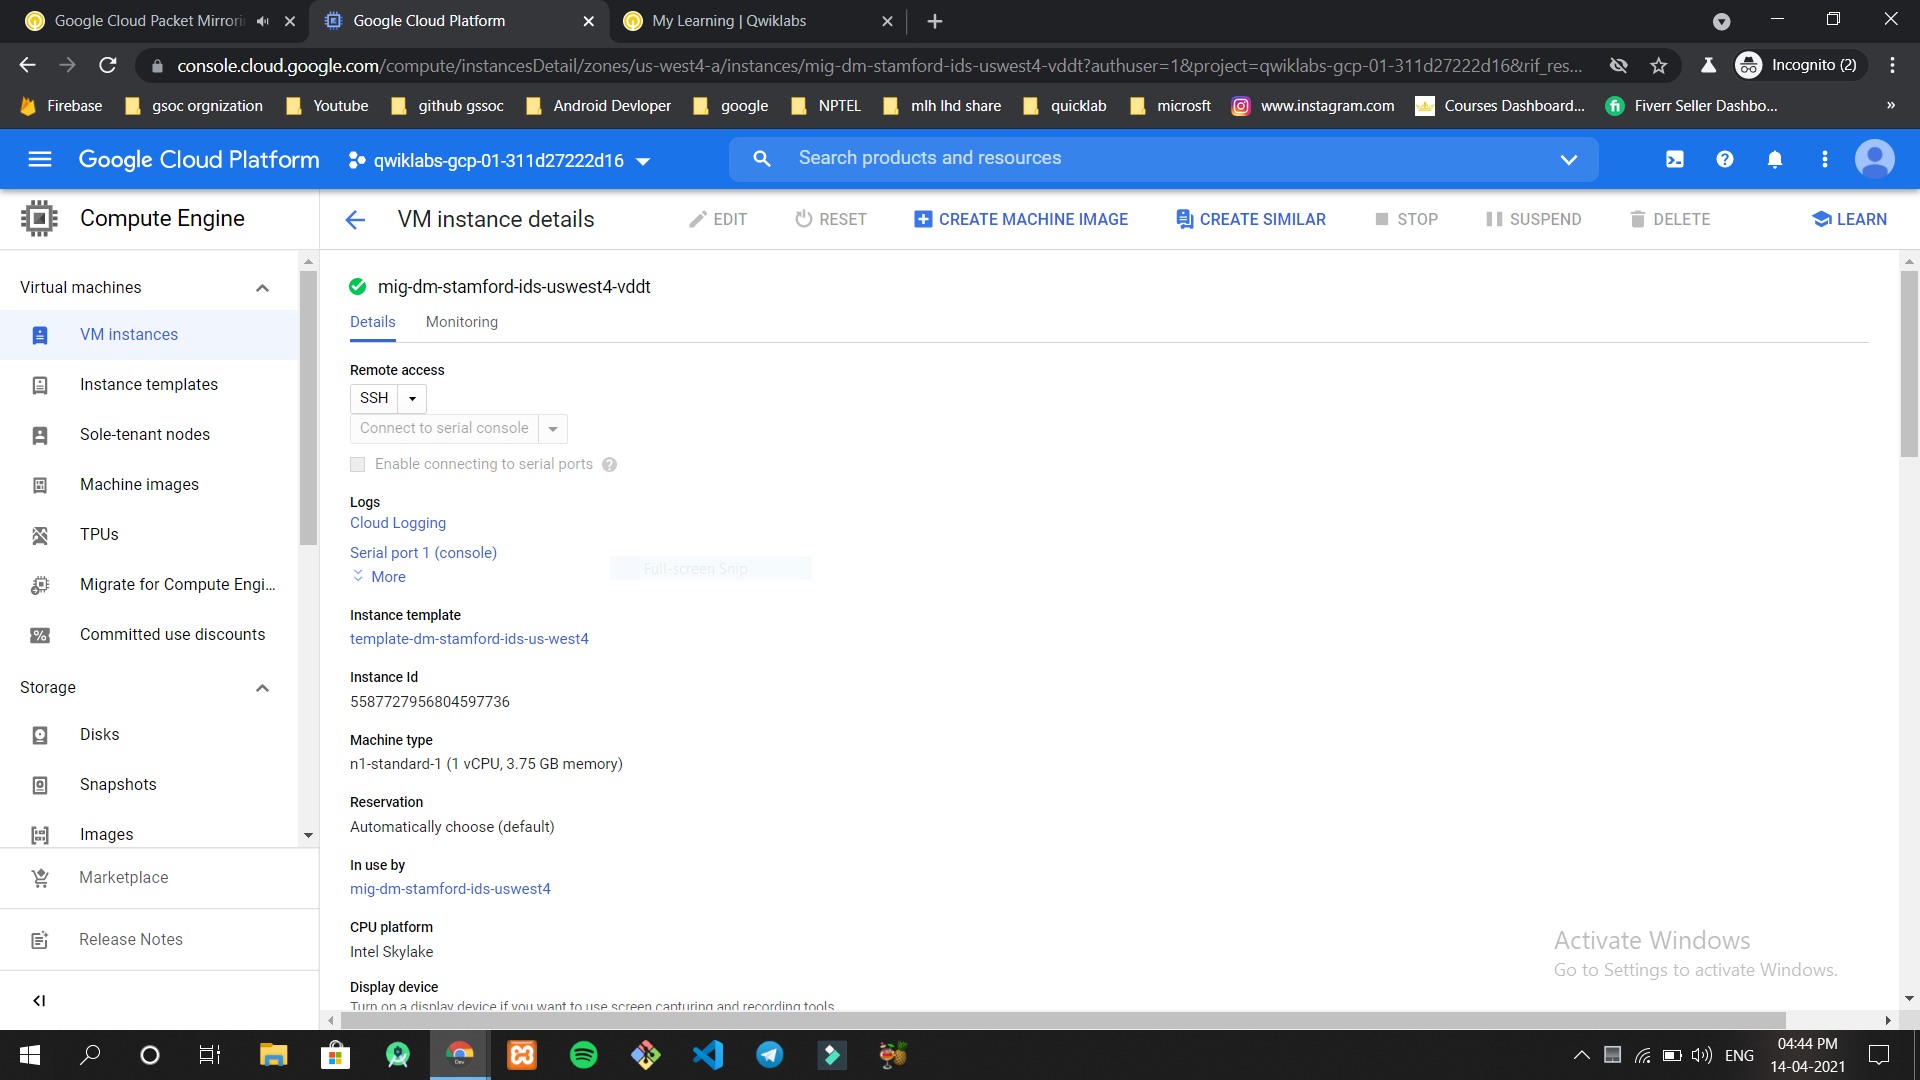 Google Cloud Packet Mirrori
Google Cloud Platform
My Learning | Qwiklabs
console.cloud.google.com/compute/instancesDetail/zones/us-west4-a/instances/mig-dm-stamford-ids-uswest4-vddt?authuser=1&project=qwiklabs-gcp-01-311d27222d16&rif_res...
Incognito (2)
Firebase
gsoc orgnization
Youtube
github gssoc
Android Devloper
google
NPTEL
mlh lhd share
quicklab
microsft
www.instagram.com
Courses Dashboard...
Fiverr Seller Dashbo...
»
Google Cloud Platform
qwiklabs-gcp-01-311d27222d16
Search products and resources
Compute Engine
VM instance details
EDIT
RESET
CREATE MACHINE IMAGE
CREATE SIMILAR
STOP
SUSPEND
DELETE
LEARN
Virtual machines
VM instances
Instance templates
Sole-tenant nodes
Machine images
TPUs
Migrate for Compute Engi...
Committed use discounts
Storage
Disks
Snapshots
Images
Marketplace
Release Notes
mig-dm-stamford-ids-uswest4-vddt
Details
Monitoring
Remote access
SSH
Connect to serial console
Enable connecting to serial ports
Logs
Cloud Logging
Serial port 1 (console)
More
Full-screen Snip
Instance template
template-dm-stamford-ids-us-west4
Instance Id
5587727956804597736
Machine type
n1-standard-1 (1 vCPU, 3.75 GB memory)
Reservation
Automatically choose (default)
In use by
mig-dm-stamford-ids-uswest4
CPU platform
Intel Skylake
Display device
Turn on a display device if you want to use screen capturing and recording tools
Activate Windows
Go to Settings to activate Windows.
Dev
ENG
04:44 PM
14-04-2021